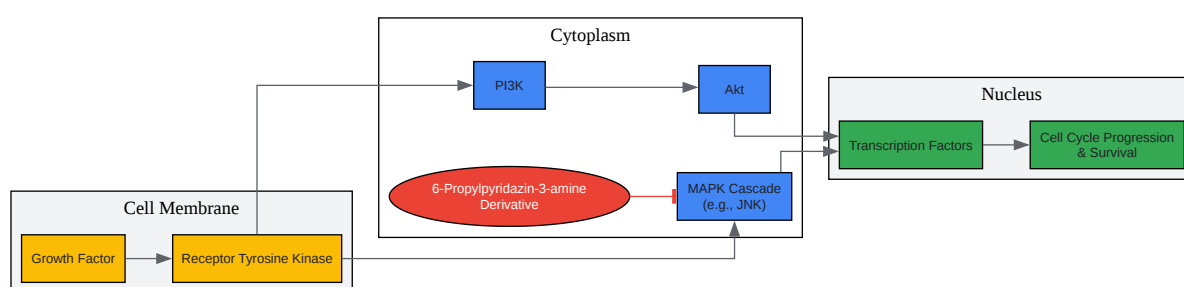 Cytoplasm
PI3K
Akt
Nucleus
Transcription Factors
Cell Cycle Progression
& Survival
6-Propylpyridazin-3-amine
Derivative
MAPK Cascade
(e.g., JNK)
Cell Membrane
Growth Factor
Receptor Tyrosine Kinase